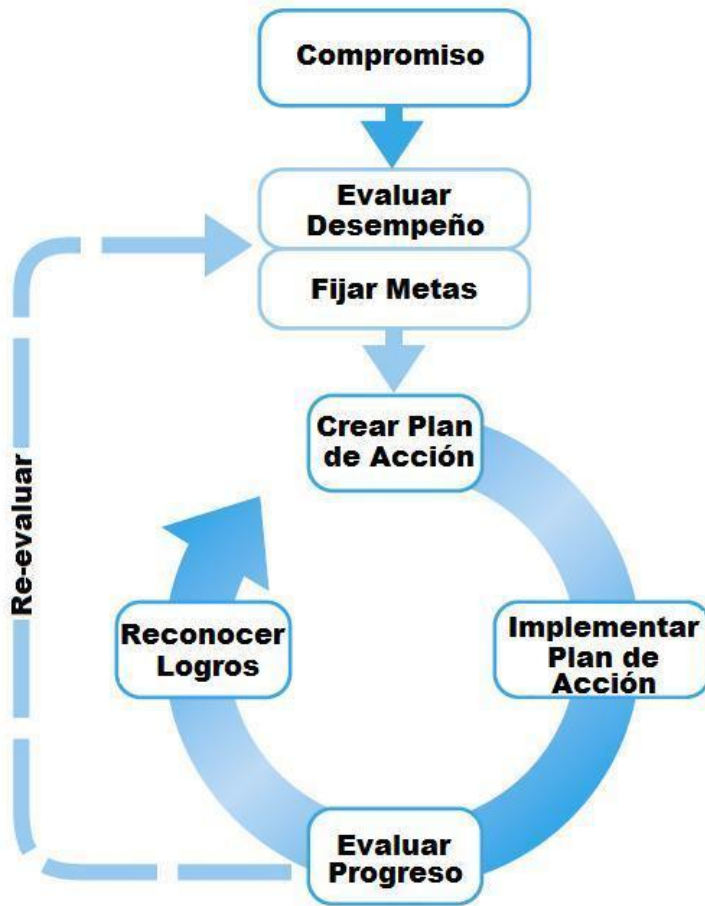 Compromiso
Evaluar
Desempeño
Fijar Metas
Crear Plan
de Acción
Implementar
Plan de
Acción
Evaluar
Progreso
Reconocer
Logros
Re-evaluar